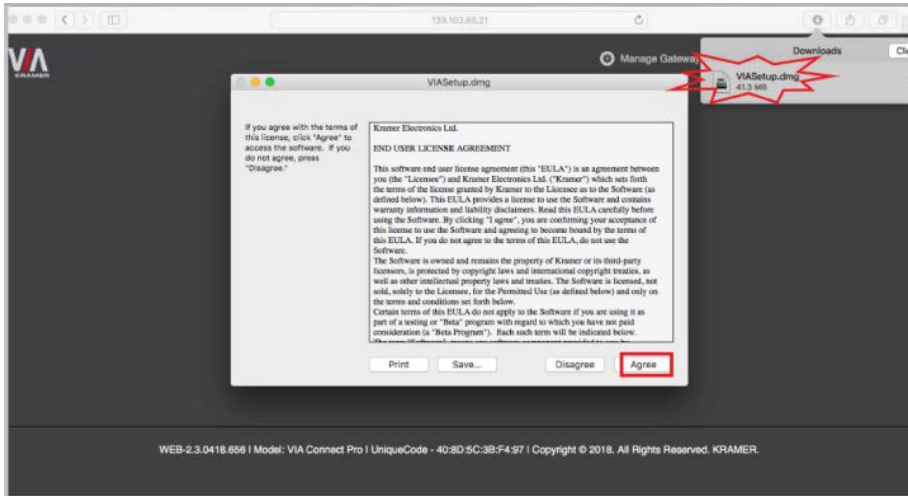 139.103.65.21
VIA
KRAMER
Manage Gateway
Downloads
VIASetup.dmg
41.3 MB
VIASetup.dmg
If you agree with the terms of
this license, click "Agree" to
access the software. If you
do not agree, press
"Disagree."
Kramer Electronics Ltd.
END USER LICENSE AGREEMENT
This software end user license agreement (this "EULA") is an agreement between
you (the "Licensee") and Kramer Electronics Ltd. ("Kramer") which sets forth
the terms of the license granted by Kramer to the Licensee as to the Software (as
defined below). This EULA provides a license to use the Software and contains
warranty information and liability disclaimers. Read this EULA carefully before
using the Software. By clicking "I agree", you are confirming your acceptance of
this license to use the Software and agreeing to become bound by the terms of
this EULA. If you do not agree to the terms of this EULA, do not use the
Software.
The Software is owned and remains the property of Kramer or its third-party
licensors, is protected by copyright laws and international copyright treaties, as
well as other intellectual property laws and treaties. The Software is licensed, not
sold, solely to the Licensee, for the Permitted Use (as defined below) and only on
the terms and conditions set forth below.
Certain terms of this EULA do not apply to the Software if you are using it as
part of a testing or "Beta" program with regard to which you have not paid
consideration (a "Beta Program"). Each such term will be indicated below.
Print
Save...
Disagree
Agree
WEB-2.3.0418.656 I Model: VIA Connect Pro I UniqueCode - 40:8D:5C:3B:F4:97 I Copyright © 2018. All Rights Reserved. KRAMER.